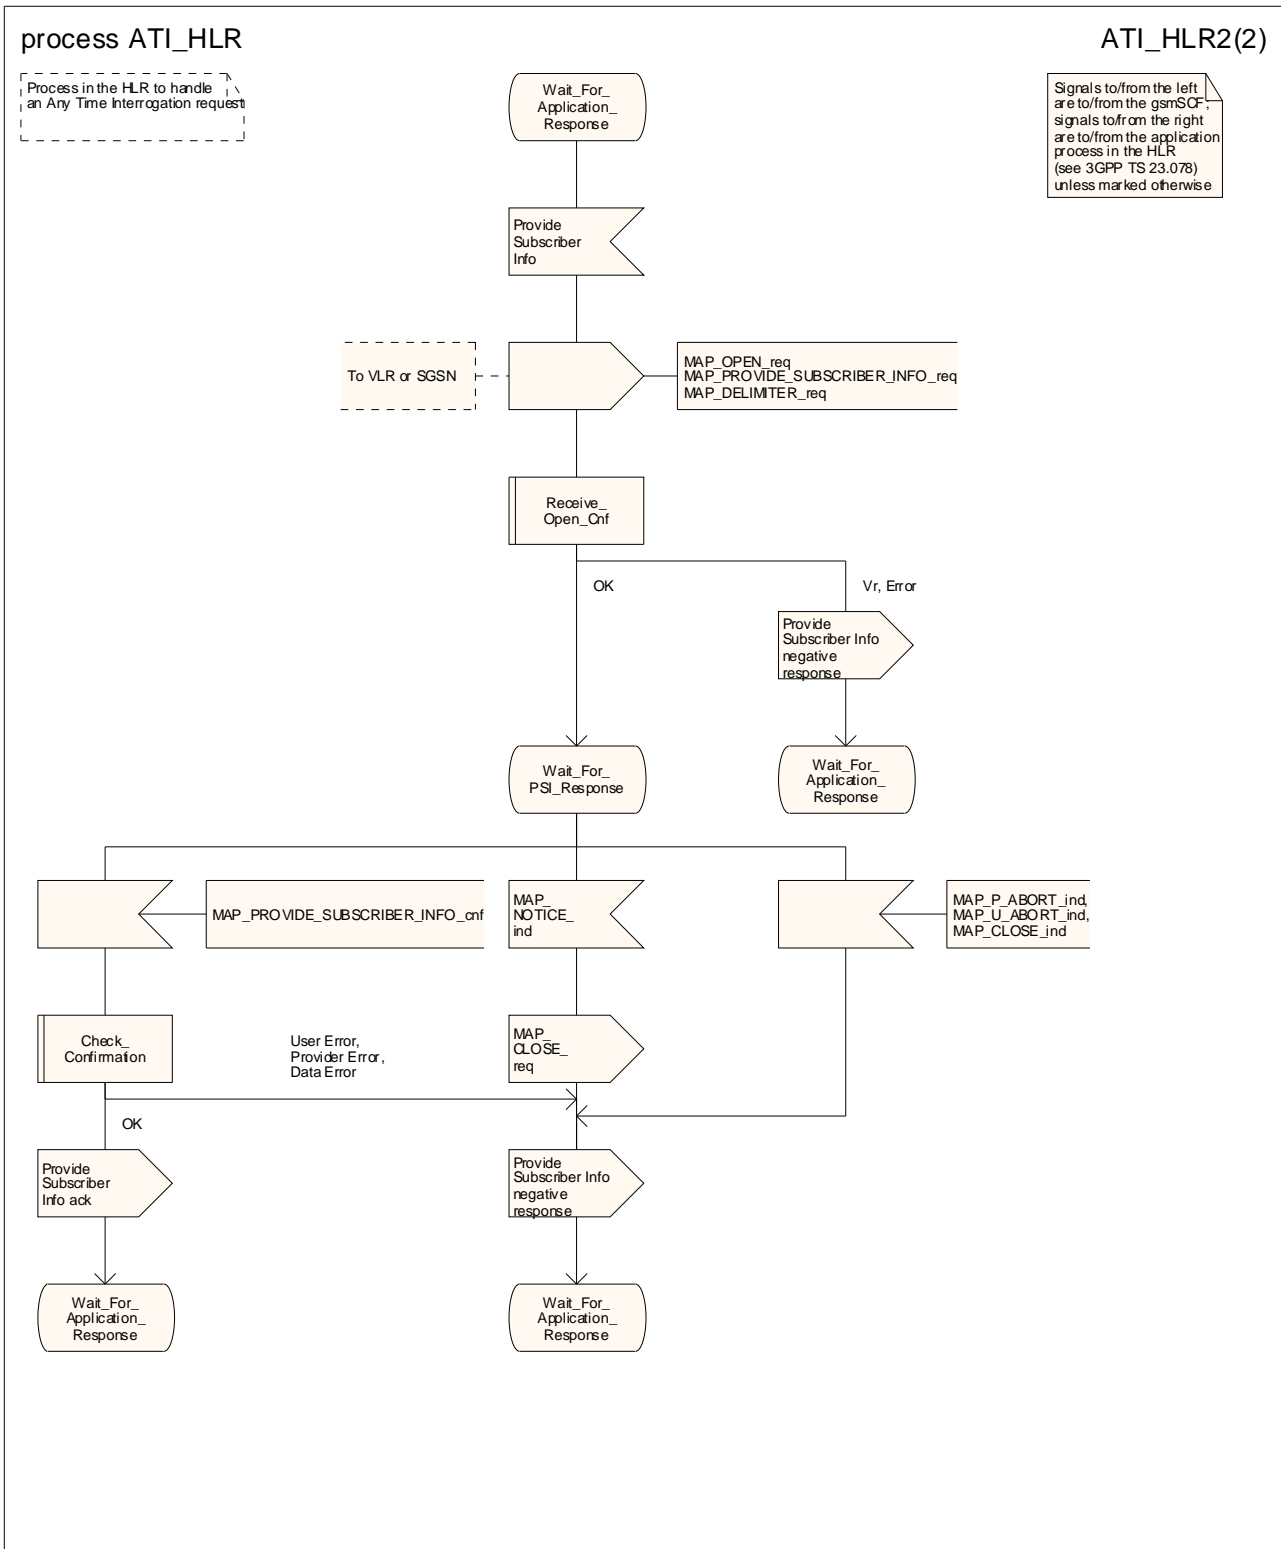 process ATI_HLR
ATI_HLR2(2)
Process in the HLR to handle
an Any Time Interrogation request
Wait_For_
Application_
Response
Signals to/from the left
are to/from the gsmSCF;
signals to/from the right
are to/from the application
process in the HLR
(see 3GPP TS 23.078)
unless marked otherwise
Provide
Subscriber
Info
To VLR or SGSN
MAP_OPEN_req
MAP_PROVIDE_SUBSCRIBER_INFO_req
MAP_DELIMITER_req
Receive_
Open_Cnf
OK
Vr, Error
Provide
Subscriber Info
negative
response
Wait_For_
PSI_Response
Wait_For_
Application_
Response
MAP_PROVIDE_SUBSCRIBER_INFO_cnf
MAP_
NOTICE_
ind
MAP_P_ABORT_ind,
MAP_U_ABORT_ind,
MAP_CLOSE_ind
Check_
Confirmation
User Error,
Provider Error,
Data Error
MAP_
CLOSE_
req
OK
Provide
Subscriber
Info ack
Provide
Subscriber Info
negative
response
Wait_For_
Application_
Response
Wait_For_
Application_
Response